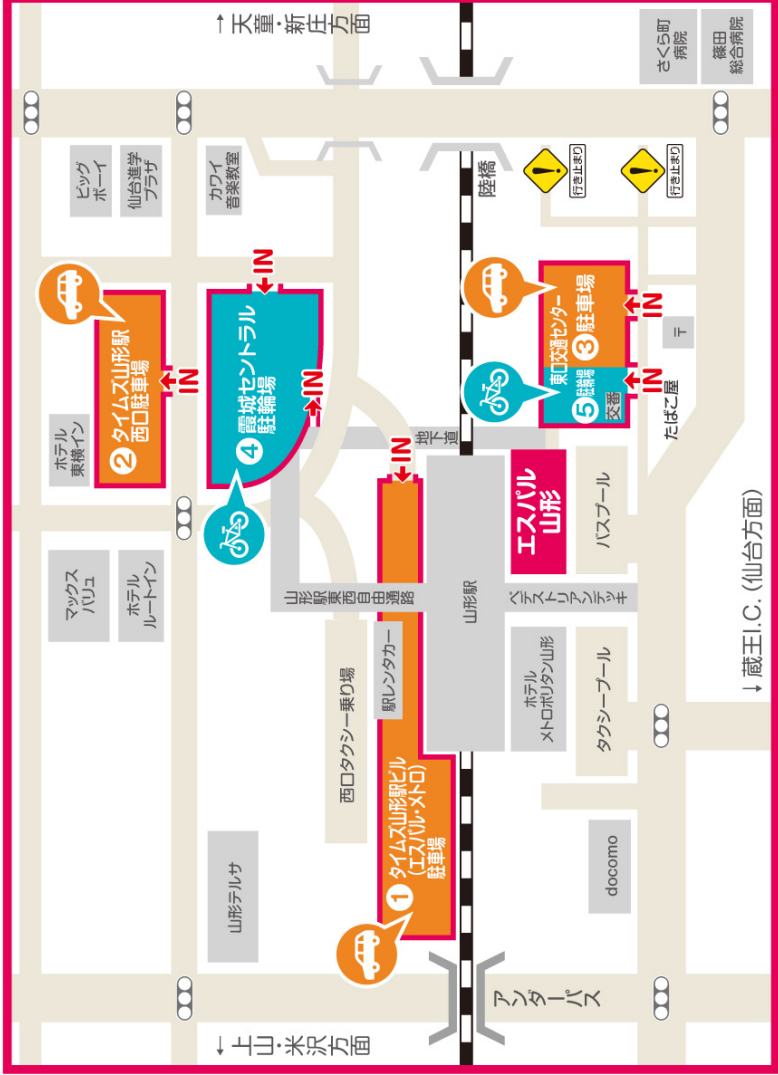 →天童・新庄方面
さくら町
病院
篠田
総合病院
ビッグ
ボーイ
仙台進学
プラザ
カワイ
音楽教室
陸橋
!
行き止まり
!
行き止まり
② タイムズ山形駅
西口駐車場
IN
④ 霞城セントラル
駐輪場
IN
IN
東口交通センター
③ 駐車場
IN
⑤ 駐輪場
交番
IN
〒
たばこ屋
ホテル
東横イン
地下道
IN
エスパル
山形
バスプール
マックス
バリュ
ホテル
ルートイン
山形駅東西自由通路
山形駅
ペデストリアンデッキ
西口タクシー乗り場
駅レンタカー
ホテル
メトロポリタン山形
タクシープール
↓蔵王I.C.(仙台方面)
山形テルサ
① タイムズ山形駅ビル
(エスパル・メトロ)
駐車場
docomo
アンダーパス
←上山・米沢方面